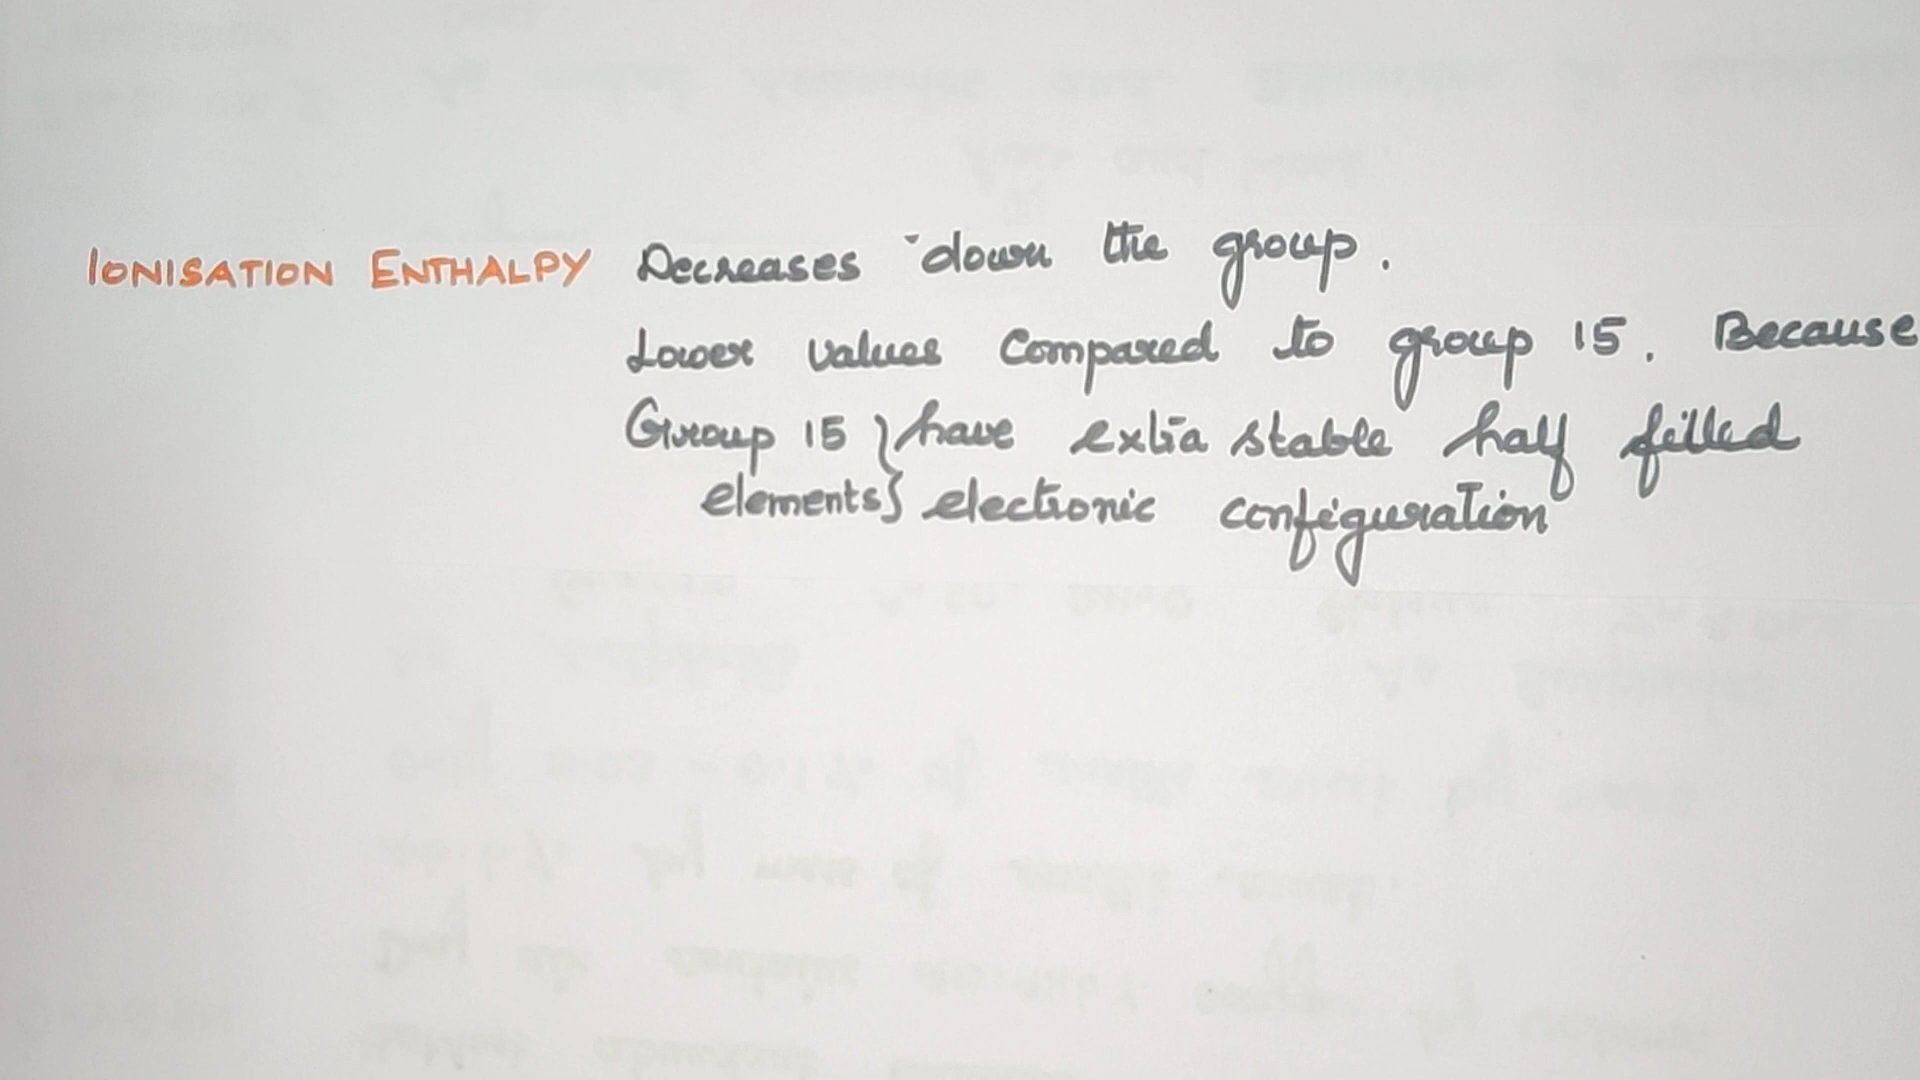 IONISATION ENTHALPY Decreases down the group.
Lower values compared to group 15. Because
Group 15 } have extra stable half filled
elements } electronic configuration